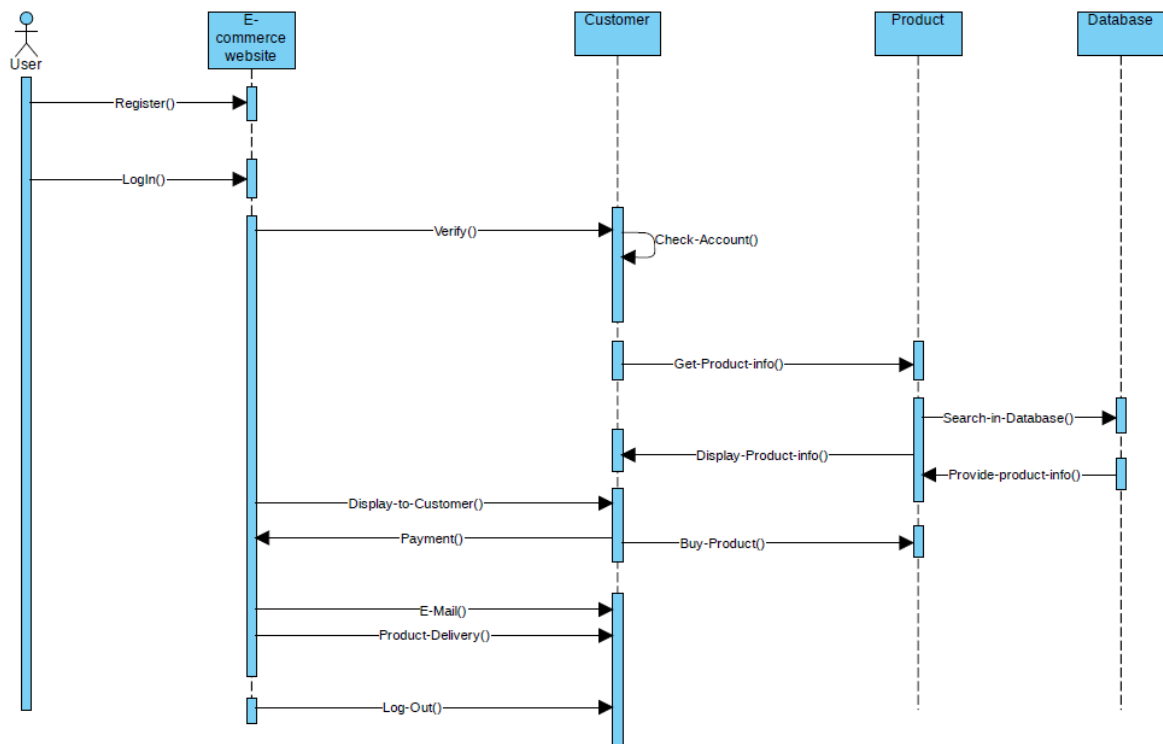 User
E-
commerce
website
Customer
Product
Database
Register()
LogIn()
Verify()
Check-Account()
Get-Product-info()
Search-in-Database()
Display-Product-info()
Provide-product-info()
Display-to-Customer()
Payment()
Buy-Product()
E-Mail()
Product-Delivery()
Log-Out()